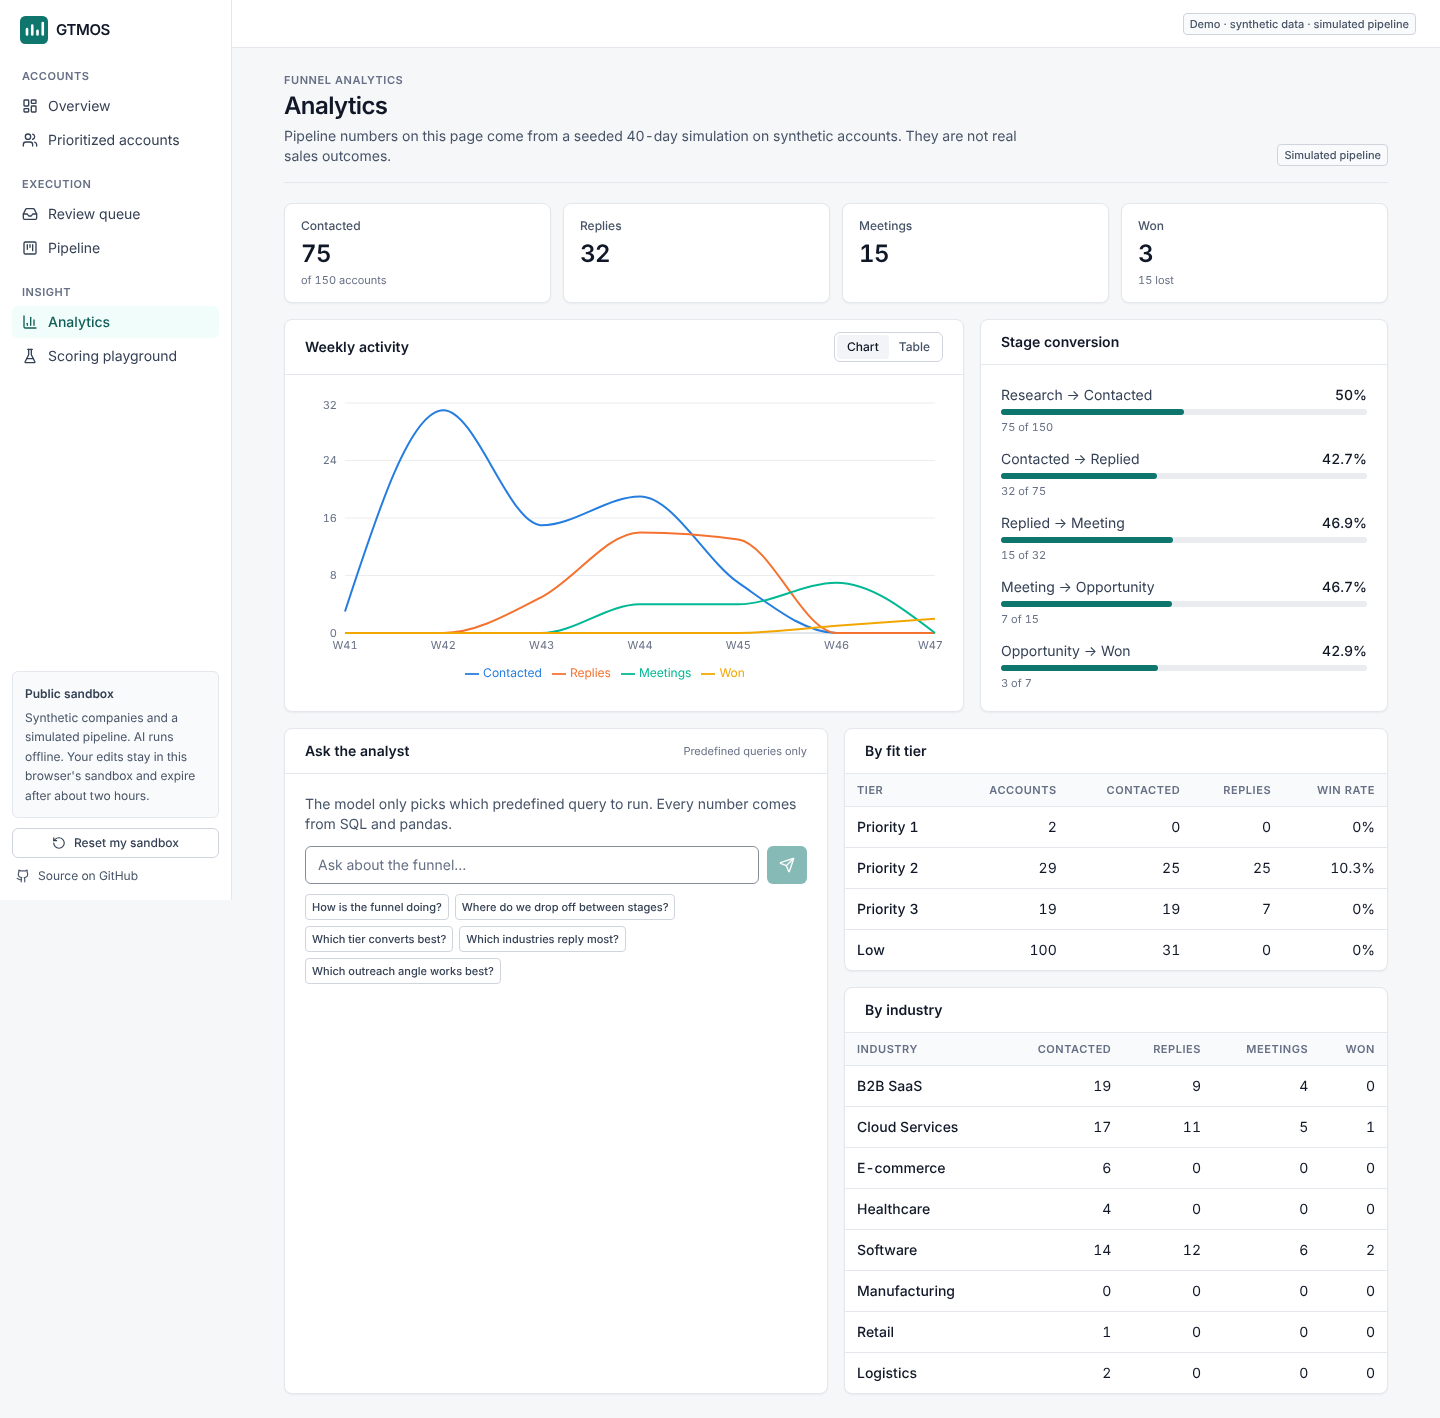 GTMOS
ACCOUNTS
Overview
Prioritized accounts
EXECUTION
Review queue
Pipeline
INSIGHT
Analytics
Scoring playground
Public sandbox
Synthetic companies and a
simulated pipeline. AI runs
offline. Your edits stay in this
browser's sandbox and expire
after about two hours.
Reset my sandbox
Source on GitHub
Demo · synthetic data · simulated pipeline
FUNNEL ANALYTICS
Analytics
Pipeline numbers on this page come from a seeded 40-day simulation on synthetic accounts. They are not real
sales outcomes.
Simulated pipeline
Contacted
75
of 150 accounts
Replies
32
Meetings
15
Won
3
15 lost
Weekly activity
Chart Table
32
24
16
8
0
W41 W42 W43 W44 W45 W46 W47
Contacted Replies Meetings Won
Stage conversion
Research → Contacted 50%
75 of 150
Contacted → Replied 42.7%
32 of 75
Replied → Meeting 46.9%
15 of 32
Meeting → Opportunity 46.7%
7 of 15
Opportunity → Won 42.9%
3 of 7
Ask the analyst Predefined queries only
The model only picks which predefined query to run. Every number comes
from SQL and pandas.
Ask about the funnel...
How is the funnel doing? Where do we drop off between stages?
Which tier converts best? Which industries reply most?
Which outreach angle works best?
By fit tier
TIER ACCOUNTS CONTACTED REPLIES WIN RATE
Priority 1 2 0 0 0%
Priority 2 29 25 25 10.3%
Priority 3 19 19 7 0%
Low 100 31 0 0%
By industry
INDUSTRY CONTACTED REPLIES MEETINGS WON
B2B SaaS 19 9 4 0
Cloud Services 17 11 5 1
E-commerce 6 0 0 0
Healthcare 4 0 0 0
Software 14 12 6 2
Manufacturing 0 0 0 0
Retail 1 0 0 0
Logistics 2 0 0 0